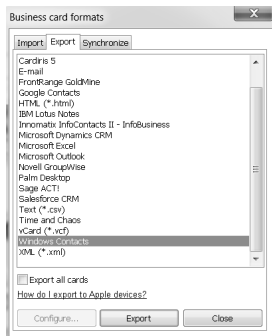 Business card formats
X
Import Export Synchronize
Cardiris 5
E-mail
FrontRange GoldMine
Google Contacts
HTML (*.html)
IBM Lotus Notes
Innomatix InfoContacts II - InfoBusiness
Microsoft Dynamics CRM
Microsoft Excel
Microsoft Outlook
Novell GroupWise
Palm Desktop
Sage ACT!
Salesforce CRM
Text (*.csv)
Time and Chaos
vCard (*.vcf)
Windows Contacts
XML (*.xml)
Export all cards
How do I export to Apple devices?
Configure... Export Close